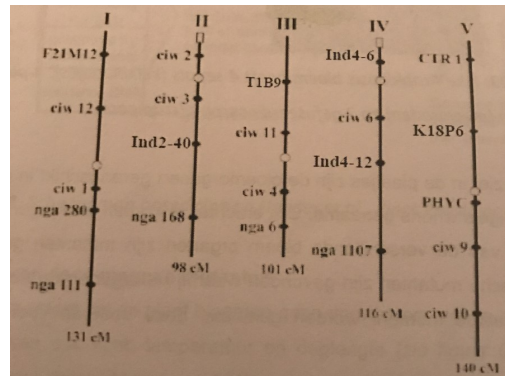 I
F21M12
ciw 12
ciw 1
nga 280
nga 111
131 cM
II
ciw 2
ciw 3
Ind2-40
nga 168
98 cM
III
T1B9
ciw 11
ciw 4
nga 6
101 cM
IV
Ind4-6
ciw 6
Ind4-12
nga 1107
116 cM
V
CTR 1
K18P6
PHYC
ciw 9
ciw 10
140 cM